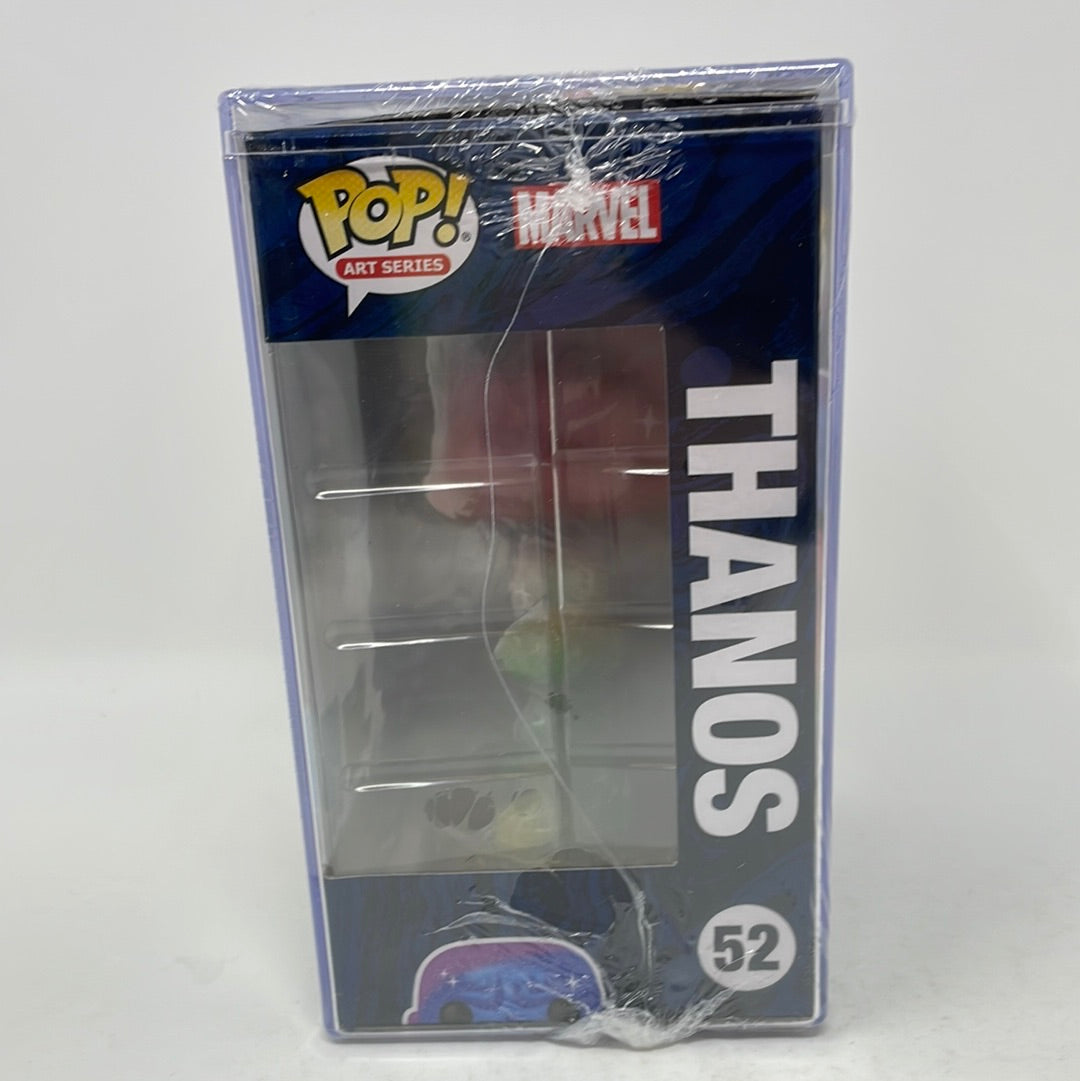 POP!®
ART SERIES
MARVEL
THANOS
52